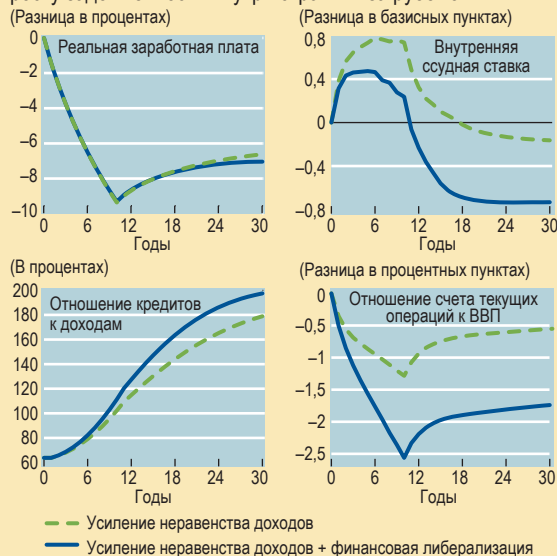 (Разница в процентах)
Реальная заработная плата
0
–2
–4
–6
–8
–10
0 6 12 18 24 30
Годы
(Разница в базисных пунктах)
Внутренняя
ссудная ставка
0,8
0,4
0
–0,4
–0,8
0 6 12 18 24 30
Годы
(В процентах)
Отношение кредитов
к доходам
200
180
160
140
120
100
80
60
0 6 12 18 24 30
Годы
(Разница в процентных пунктах)
Отношение счета текущих
операций к ВВП
0
–0,5
–1
–1,5
–2
–2,5
0 6 12 18 24 30
Годы
Усиление неравенства доходов
Усиление неравенства доходов + финансовая либерализация